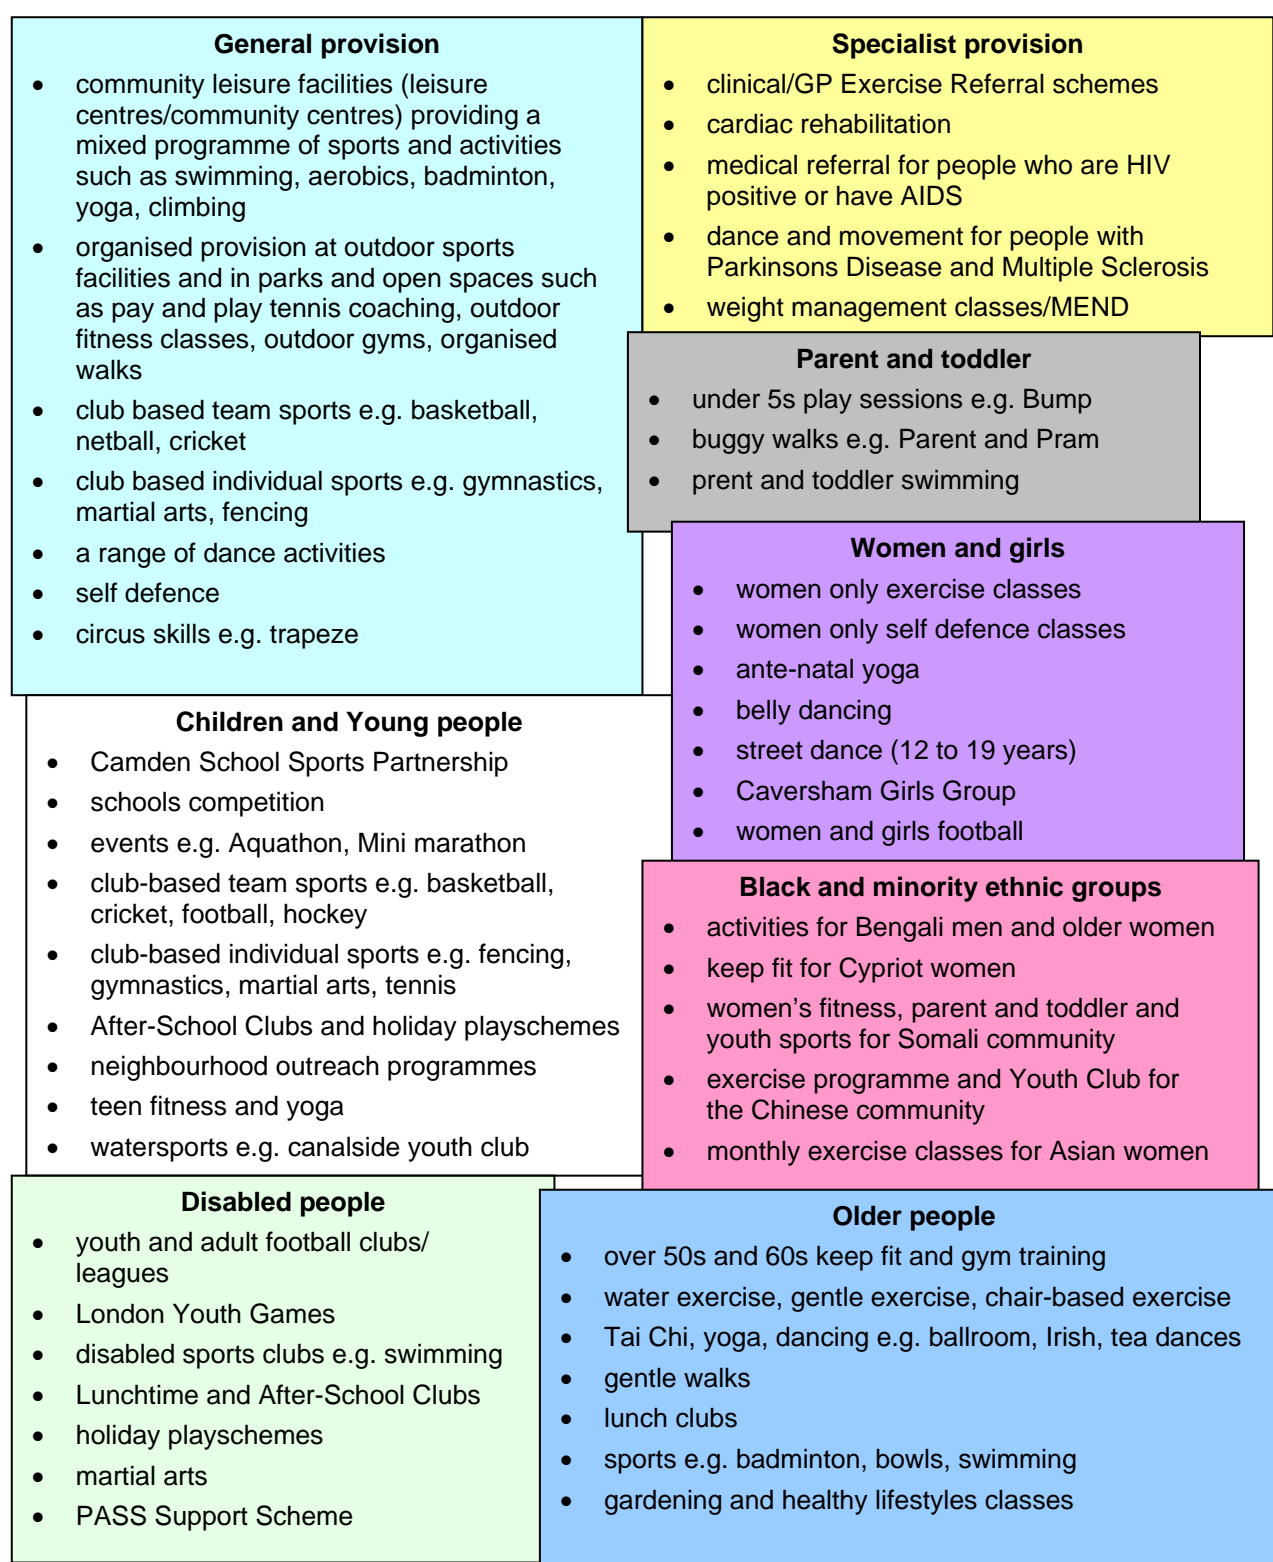 General provision
• community leisure facilities (leisure
centres/community centres) providing a
mixed programme of sports and activities
such as swimming, aerobics, badminton,
yoga, climbing
• organised provision at outdoor sports
facilities and in parks and open spaces such
as pay and play tennis coaching, outdoor
fitness classes, outdoor gyms, organised
walks
• club based team sports e.g. basketball,
netball, cricket
• club based individual sports e.g. gymnastics,
martial arts, fencing
• a range of dance activities
• self defence
• circus skills e.g. trapeze
Specialist provision
• clinical/GP Exercise Referral schemes
• cardiac rehabilitation
• medical referral for people who are HIV
positive or have AIDS
• dance and movement for people with
Parkinsons Disease and Multiple Sclerosis
• weight management classes/MEND
Parent and toddler
• under 5s play sessions e.g. Bump
• buggy walks e.g. Parent and Pram
• prent and toddler swimming
Women and girls
• women only exercise classes
• women only self defence classes
• ante-natal yoga
• belly dancing
• street dance (12 to 19 years)
• Caversham Girls Group
• women and girls football
Children and Young people
• Camden School Sports Partnership
• schools competition
• events e.g. Aquathon, Mini marathon
• club-based team sports e.g. basketball,
cricket, football, hockey
• club-based individual sports e.g. fencing,
gymnastics, martial arts, tennis
• After-School Clubs and holiday playschemes
• neighbourhood outreach programmes
• teen fitness and yoga
• watersports e.g. canalside youth club
Black and minority ethnic groups
• activities for Bengali men and older women
• keep fit for Cypriot women
• women’s fitness, parent and toddler and
youth sports for Somali community
• exercise programme and Youth Club for
the Chinese community
• monthly exercise classes for Asian women
Disabled people
• youth and adult football clubs/
leagues
• London Youth Games
• disabled sports clubs e.g. swimming
• Lunchtime and After-School Clubs
• holiday playschemes
• martial arts
• PASS Support Scheme
Older people
• over 50s and 60s keep fit and gym training
• water exercise, gentle exercise, chair-based exercise
• Tai Chi, yoga, dancing e.g. ballroom, Irish, tea dances
• gentle walks
• lunch clubs
• sports e.g. badminton, bowls, swimming
• gardening and healthy lifestyles classes